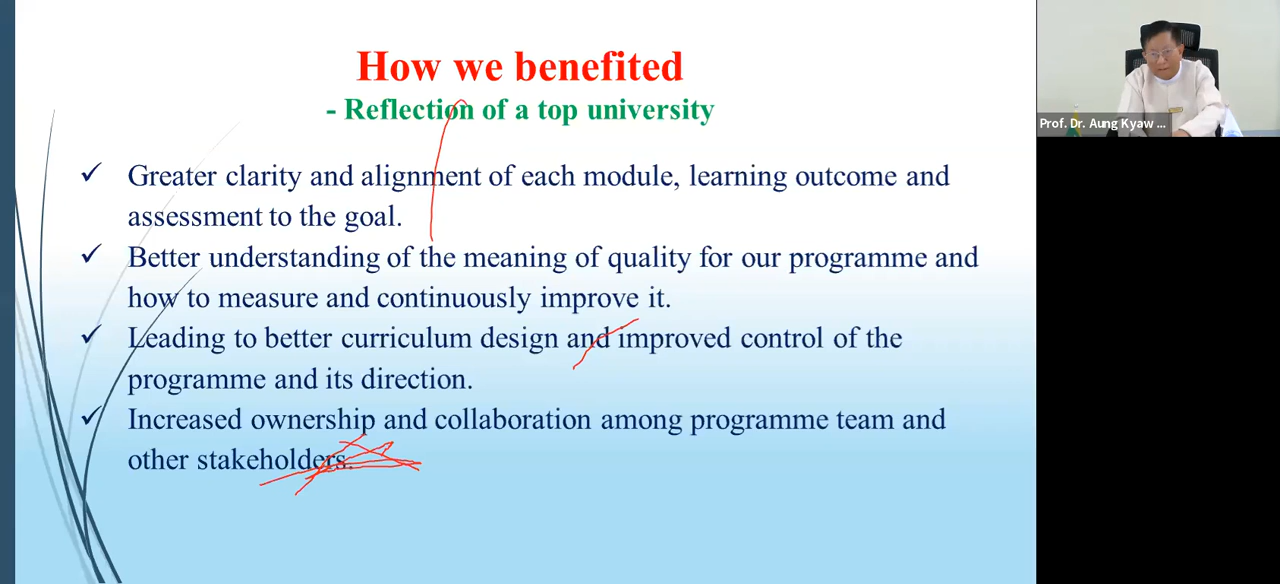 How we benefited
- Reflection of a top university
Greater clarity and alignment of each module, learning outcome and
assessment to the goal.
Better understanding of the meaning of quality for our programme and
how to measure and continuously improve it.
Leading to better curriculum design and improved control of the
programme and its direction.
Increased ownership and collaboration among programme team and
other stakeholders.
Prof. Dr. Aung Kyaw ...